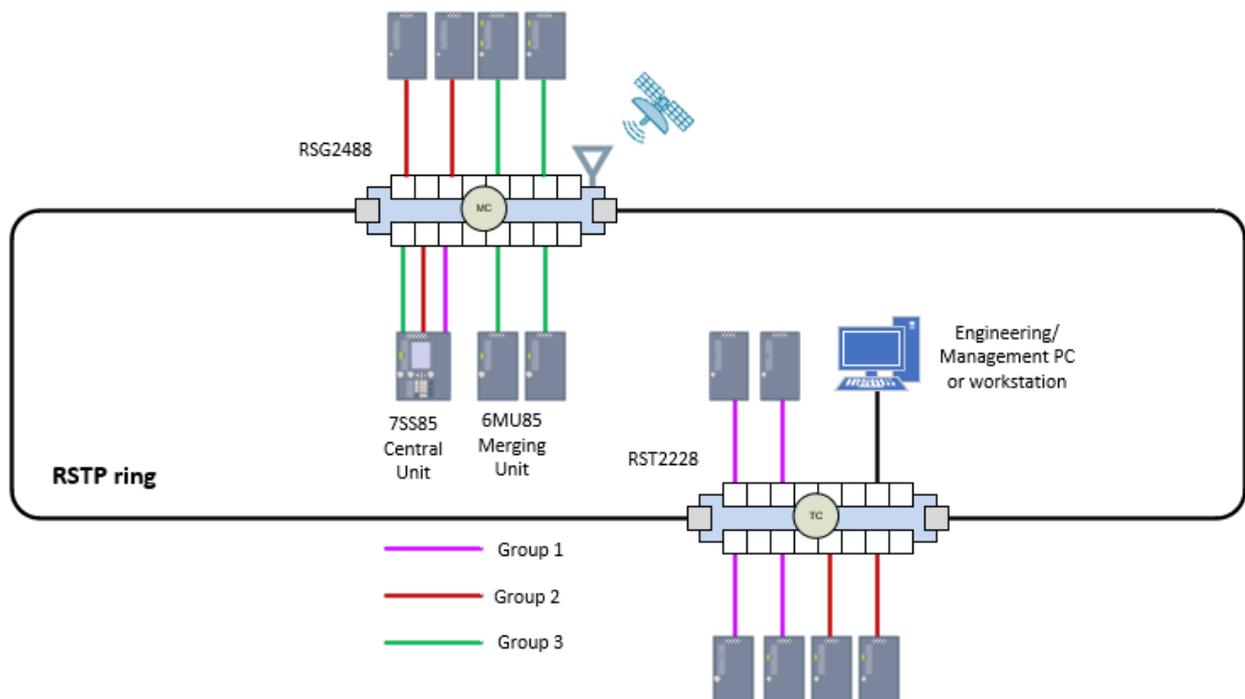 RSG2488
MC
Engineering/
Management PC
or workstation
7SS85
Central
Unit
6MU85
Merging
Unit
RST2228
RSTP ring
TC
Group 1
Group 2
Group 3